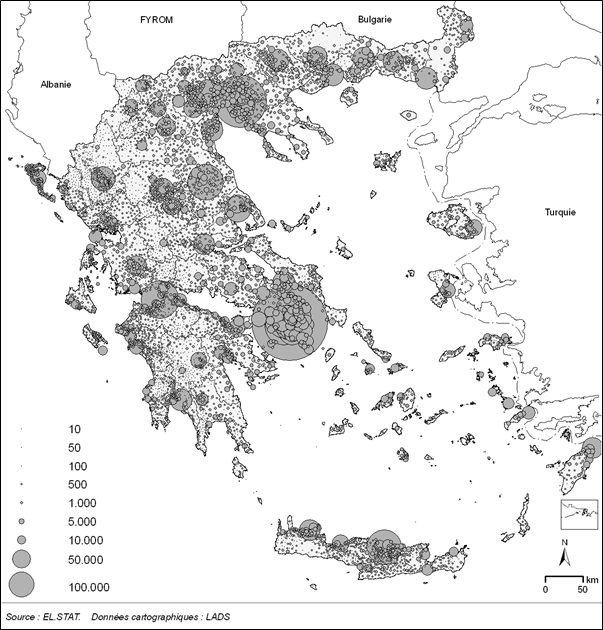 FYROM
Bulgarie
Albanie
Turquie
10
50
100
500
1.000
5.000
10.000
50.000
100.000
N
0 50 km
Source : EL.STAT. Données cartographiques : LADS